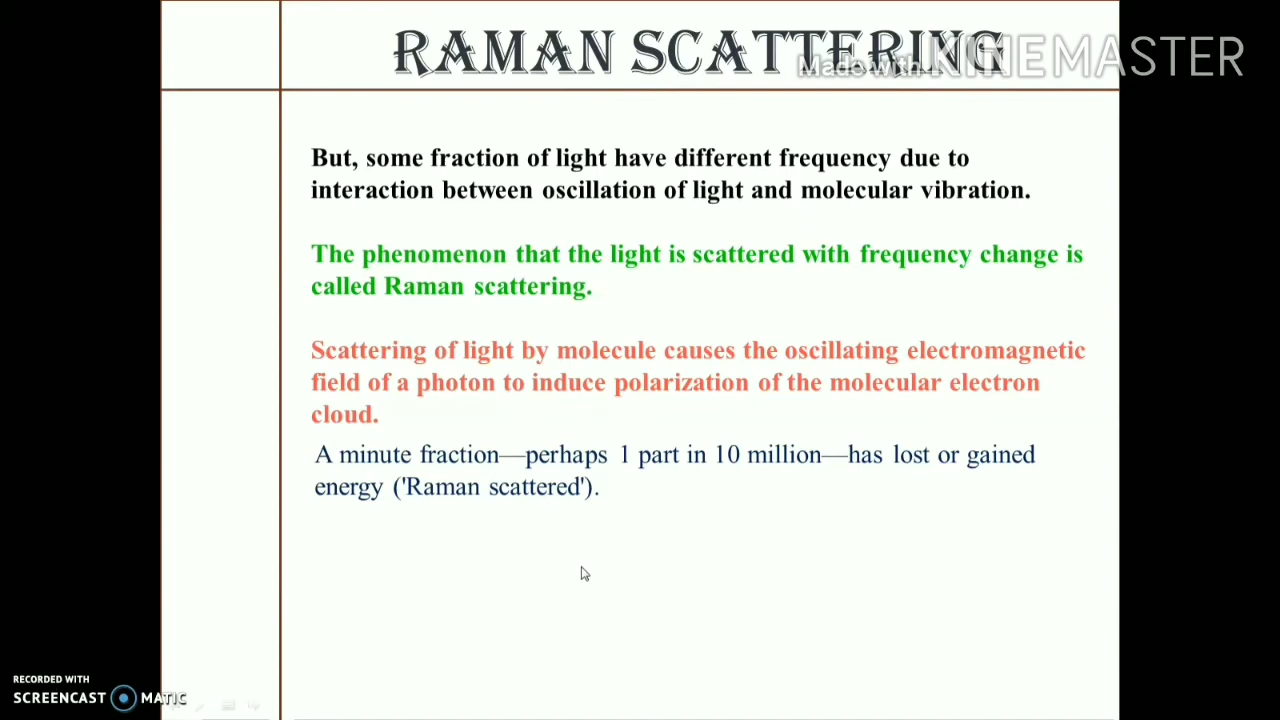 RAMAN SCATTERING
Made with KINEMASTER
But, some fraction of light have different frequency due to
interaction between oscillation of light and molecular vibration.
The phenomenon that the light is scattered with frequency change is
called Raman scattering.
Scattering of light by molecule causes the oscillating electromagnetic
field of a photon to induce polarization of the molecular electron
cloud.
A minute fraction—perhaps 1 part in 10 million—has lost or gained
energy ('Raman scattered').
RECORDED WITH
SCREENCAST MATIC